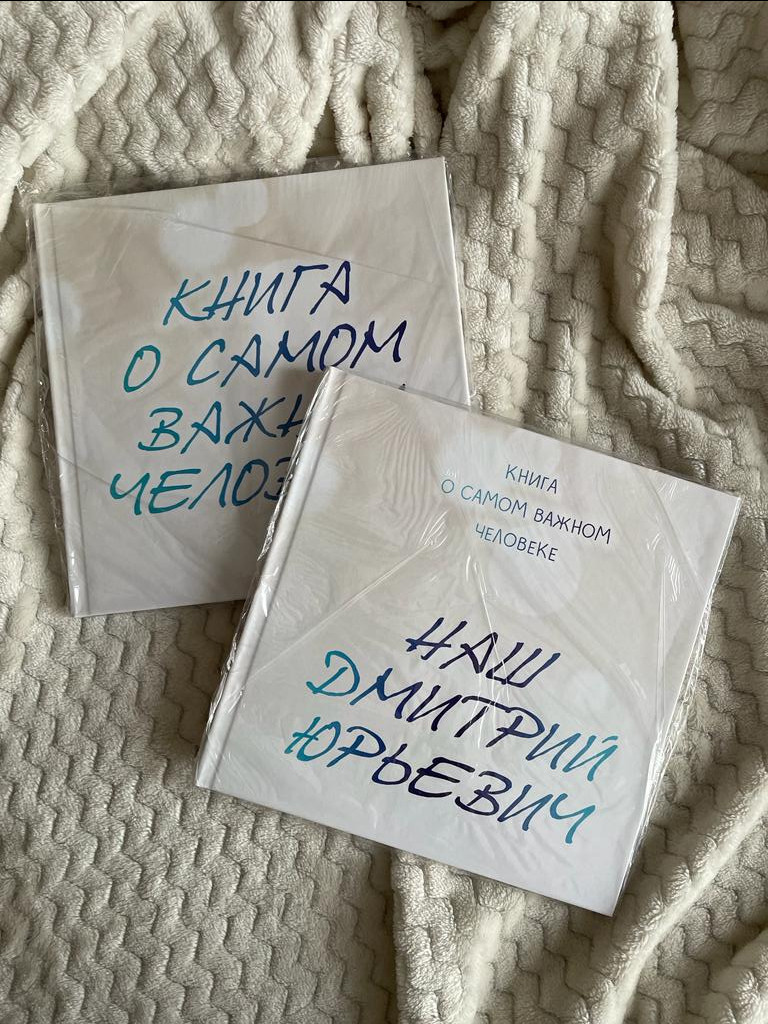 КНИГА
О САМОМ
КНИГА
О САМОМ ВАЖНОМ
ЧЕЛОВЕКЕ
НАШ
ДМИТРИЙ
ЮРЬЕВИЧ